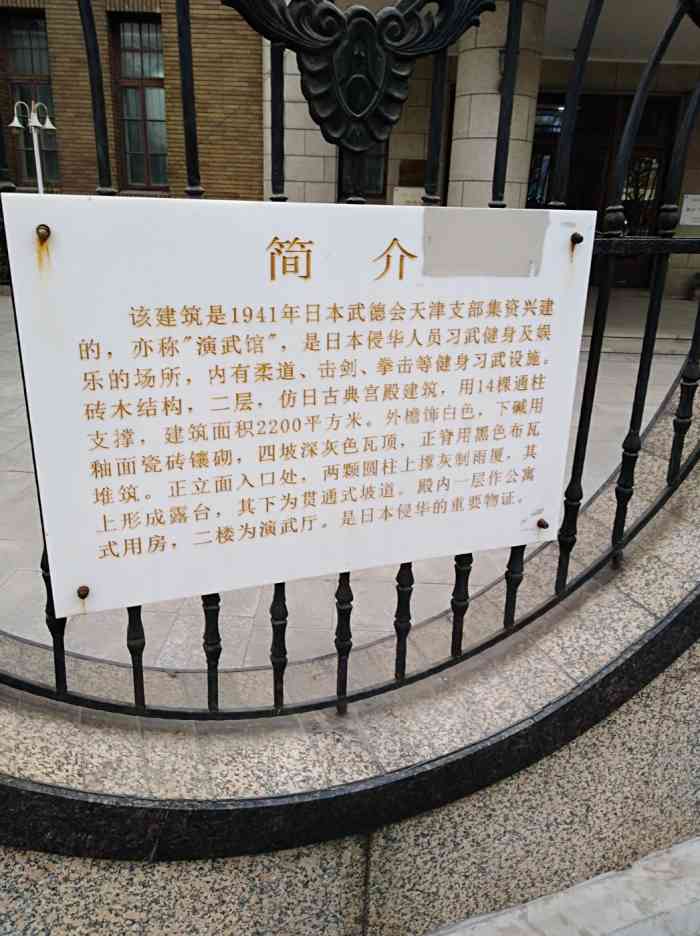 简 介
该建筑是1941年日本武德会天津支部集资兴建
的，亦称"演武馆"，是日本侵华人员习武健身及娱
乐的场所，内有柔道、击剑、拳击等健身习武设施。
砖木结构，二层，仿日古典宫殿建筑，用14棵通柱
支撑，建筑面积2200平方米。外檐饰白色，下碱用
釉面瓷砖镶砌，四坡深灰色瓦顶，正脊用黑色布瓦
堆筑。正立面入口处，两颗圆柱上撑灰制雨厦，其
上形成露台，其下为贯通式坡道。殿内一层作公寓
式用房，二楼为演武厅。是日本侵华的重要物证。